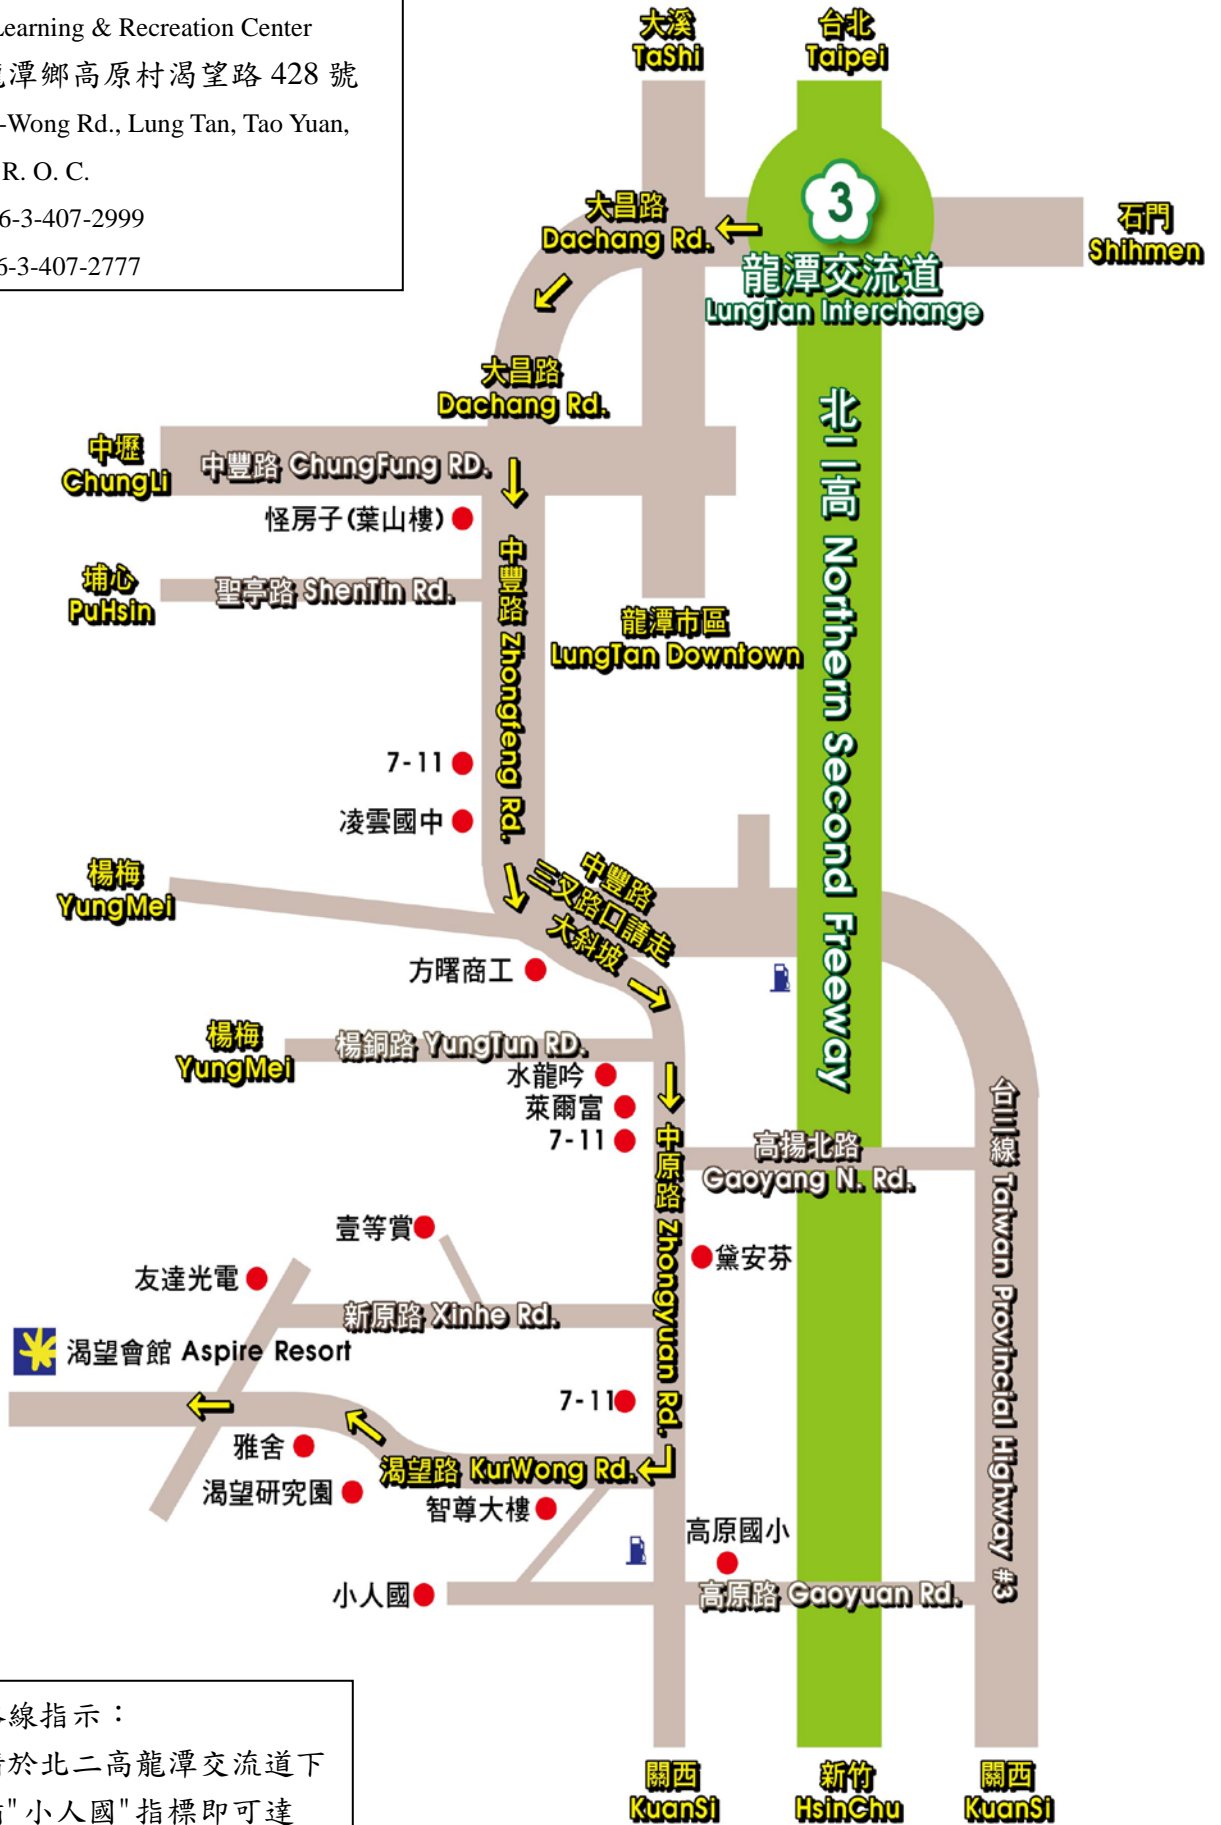 Learning & Recreation Center
龍潭鄉高原村渴望路 428 號
-Wong Rd., Lung Tan, Tao Yuan,
R. O. C.
6-3-407-2999
6-3-407-2777
大溪
TaShi
台北
Taipei
3
大昌路
Dachang Rd.
石門
Shihmen
龍潭交流道
LungTan Interchange
大昌路
Dachang Rd.
北二高 Northern Second Freeway
中壢
ChungLi
中豐路 ChungFung RD.
怪房子(葉山樓)
中豐路 Zhongfeng Rd.
埔心
PuHsin
聖亭路 ShenTin Rd.
龍潭市區
LungTan Downtown
7-11
凌雲國中
楊梅
YungMei
中豐路
三叉路口請走
大斜坡
方曙商工
楊梅
YungMei
楊銅路 YungTun RD.
水龍吟
萊爾富
7-11
中原路 Zhongyuan Rd.
高揚北路
Gaoyang N. Rd.
台三線 Taiwan Provincial Highway #3
壹等賞
黛安芬
友達光電
新原路 Xinhe Rd.
渴望會館 Aspire Resort
7-11
雅舍
渴望路 KurWong Rd.
渴望研究園
智尊大樓
高原國小
小人國
高原路 Gaoyuan Rd.
路線指示：
於北二高龍潭交流道下
"小人國"指標即可達
關西
KuanSi
新竹
HsinChu
關西
KuanSi